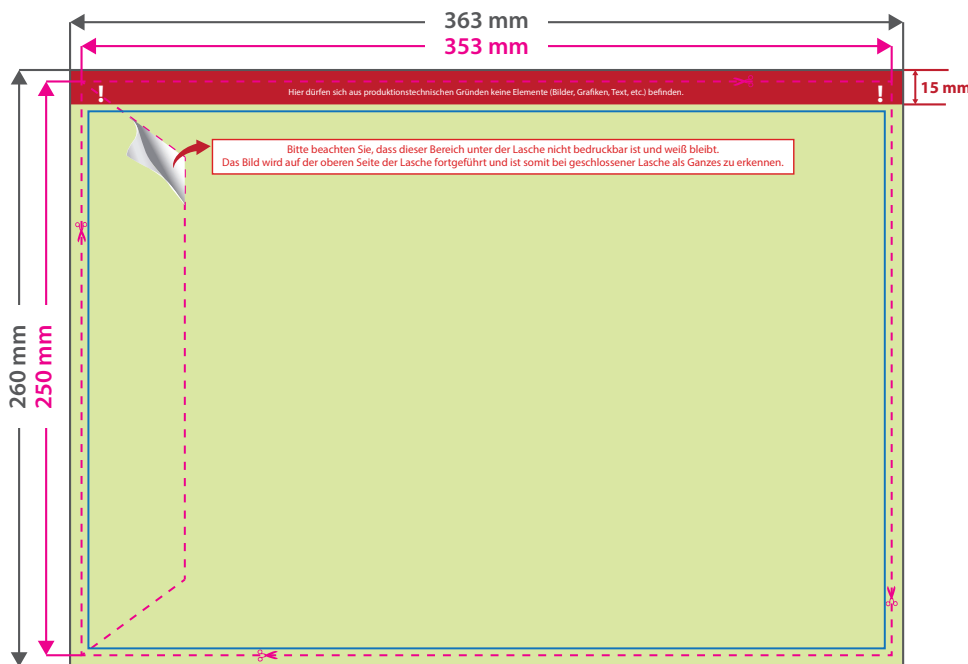 363 mm
353 mm
! Hier dürfen sich aus produktionstechnischen Gründen keine Elemente (Bilder, Grafiken, Text, etc.) befinden. !
15 mm
Bitte beachten Sie, dass dieser Bereich unter der Lasche nicht bedruckbar ist und weiß bleibt.
Das Bild wird auf der oberen Seite der Lasche fortgeführt und ist somit bei geschlossener Lasche als Ganzes zu erkennen.
260 mm
250 mm